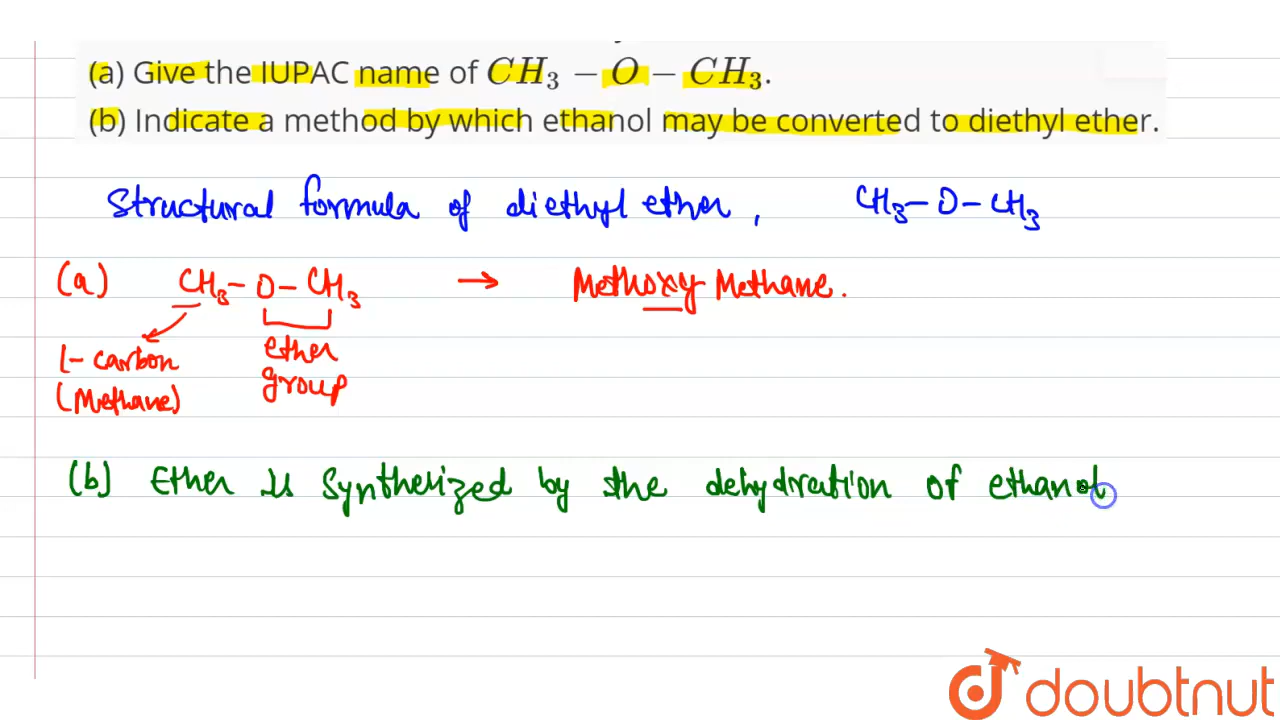 (a) Give the IUPAC name of CH₃ − O − CH₃.
(b) Indicate a method by which ethanol may be converted to diethyl ether.
Structural formula of diethyl ether, CH₃ – O – CH₃
(a) CH₃ – O – CH₃ → Methoxy Methane.
1 – carbon
(Methane)
ether
group
(b) Ether is synthesized by the dehydration of ethanol
doubtnut